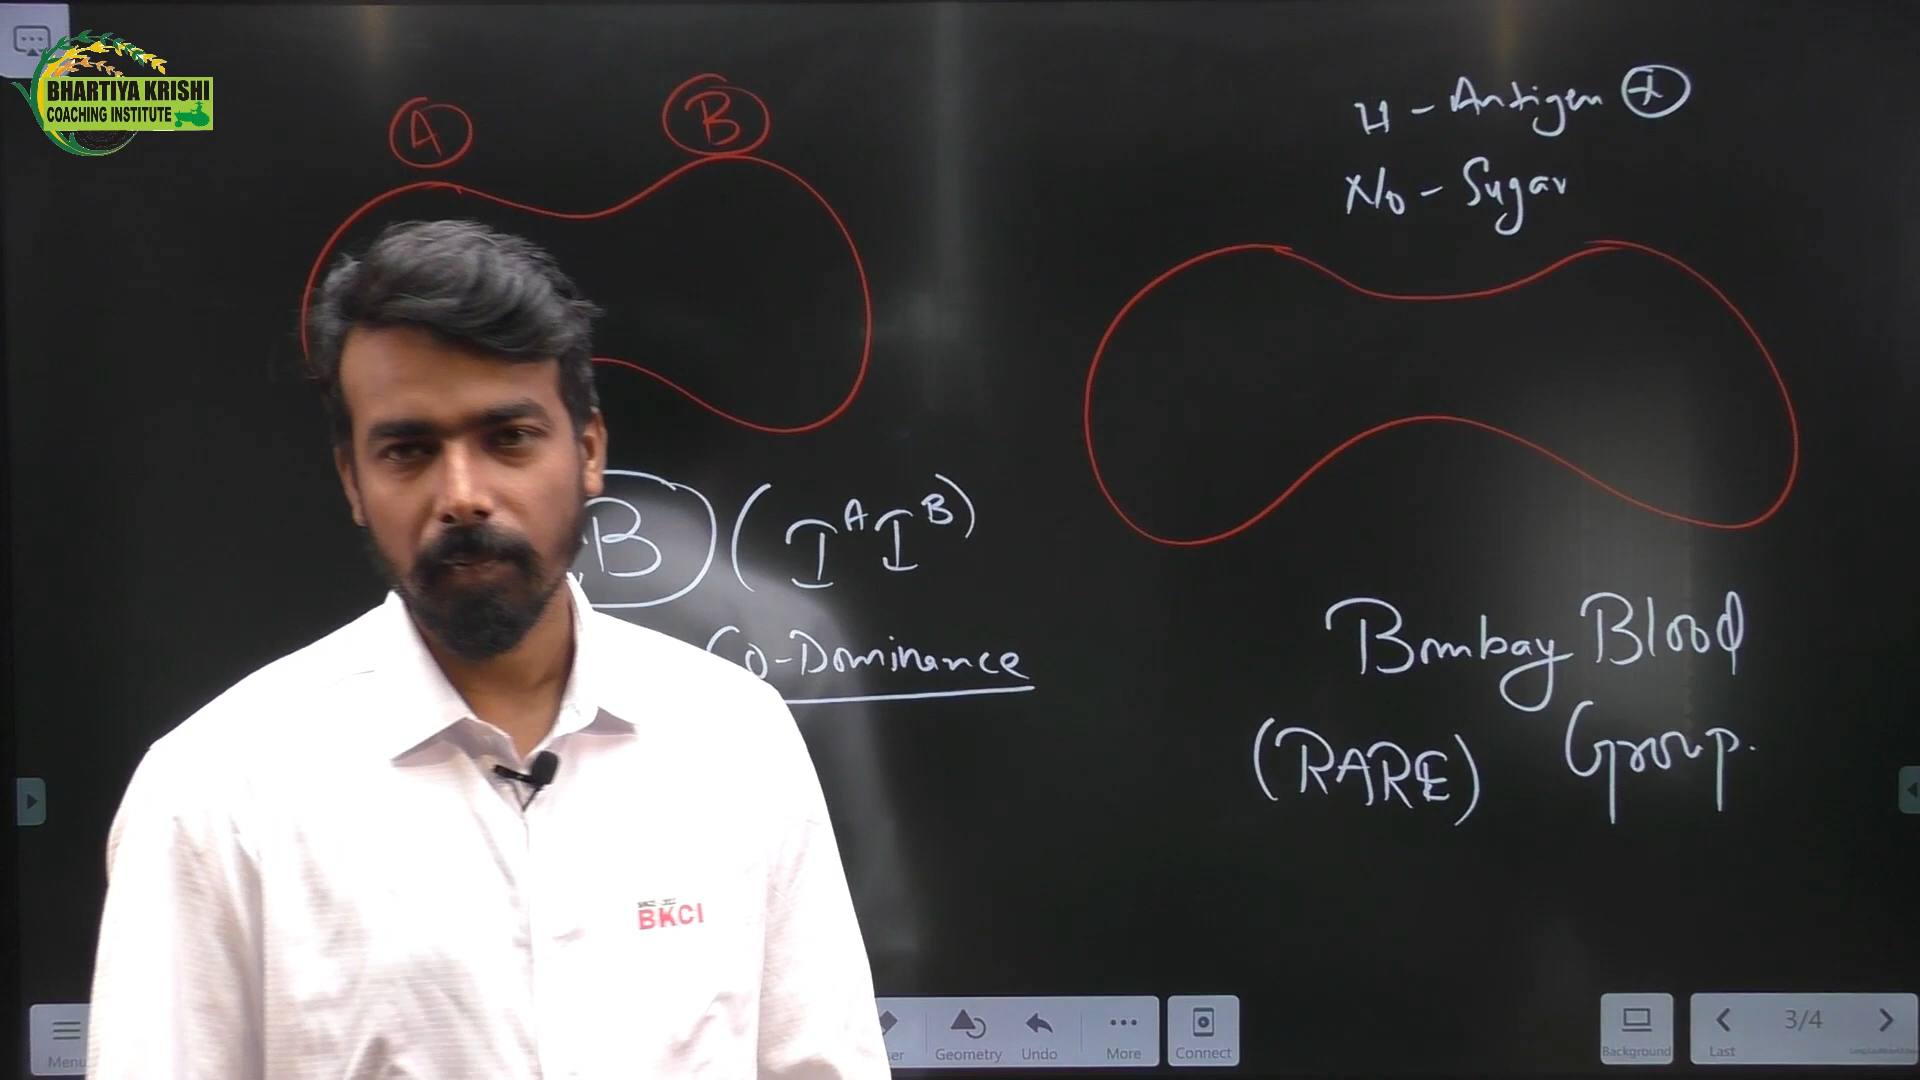 BHARTIYA KRISHI
COACHING INSTITUTE
A
B
H - Antigen
No - Sugar
B (I^A I^B)
Co-Dominance
Bombay Blood
(RARE) Group.
BKCI
Menu
Geometry
Undo
More
Connect
Background
Last
3/4